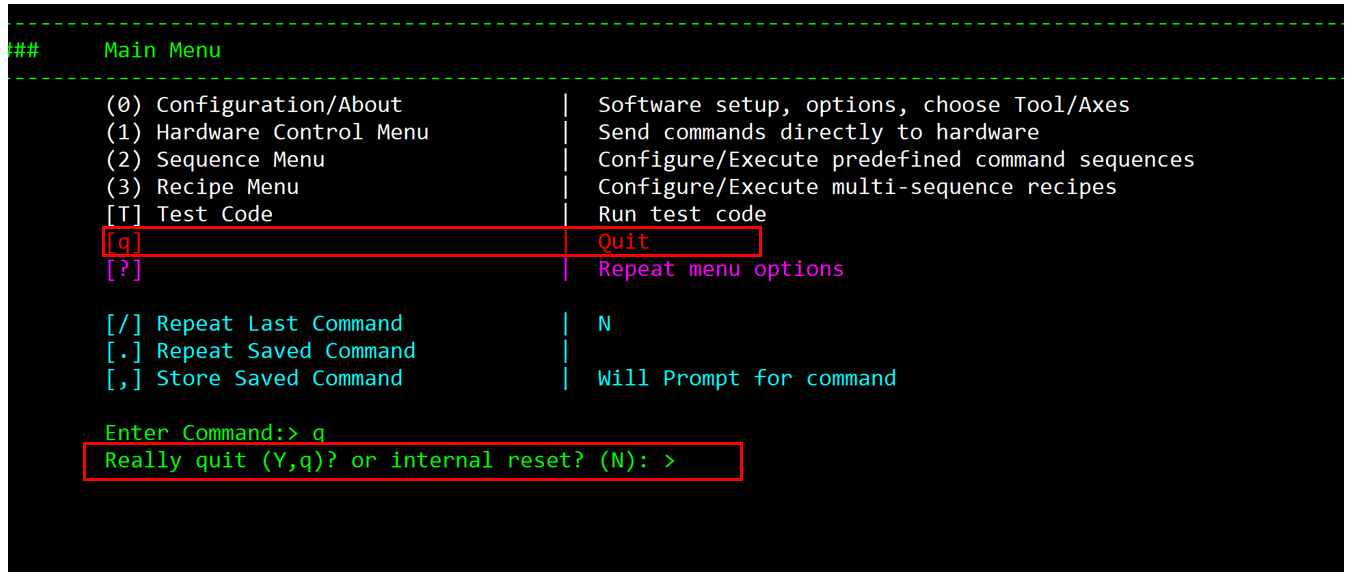 ### Main Menu
(0) Configuration/About | Software setup, options, choose Tool/Axes
(1) Hardware Control Menu | Send commands directly to hardware
(2) Sequence Menu | Configure/Execute predefined command sequences
(3) Recipe Menu | Configure/Execute multi-sequence recipes
[T] Test Code | Run test code
[q] | Quit
[?] | Repeat menu options
[/] Repeat Last Command | N
[.] Repeat Saved Command |
[,] Store Saved Command | Will Prompt for command
Enter Command:> q
Really quit (Y,q)? or internal reset? (N): >